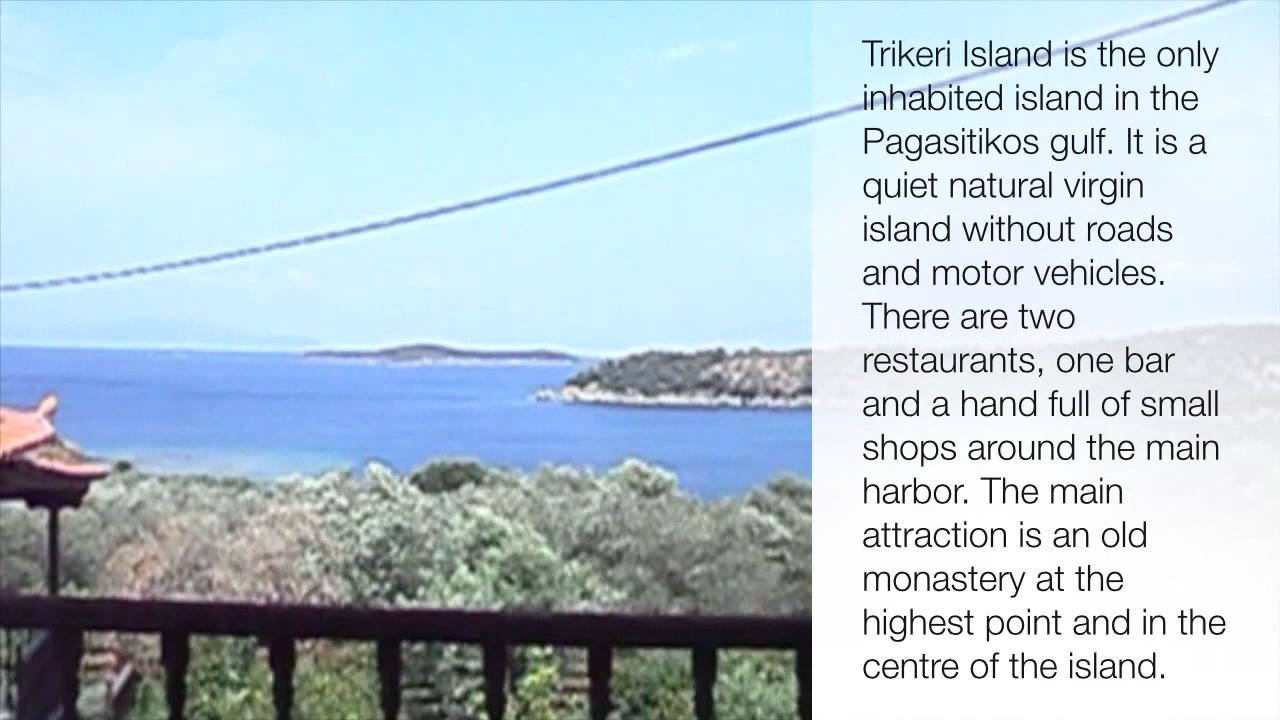 Trikeri Island is the only
inhabited island in the
Pagasitikos gulf. It is a
quiet natural virgin
island without roads
and motor vehicles.
There are two
restaurants, one bar
and a hand full of small
shops around the main
harbor. The main
attraction is an old
monastery at the
highest point and in the
centre of the island.